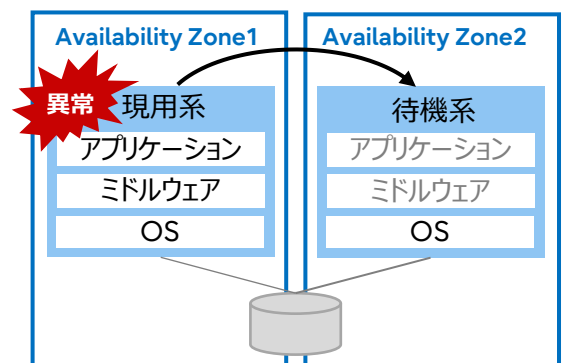 Availability Zone1
Availability Zone2
異常
現用系
アプリケーション
ミドルウェア
OS
待機系
アプリケーション
ミドルウェア
OS